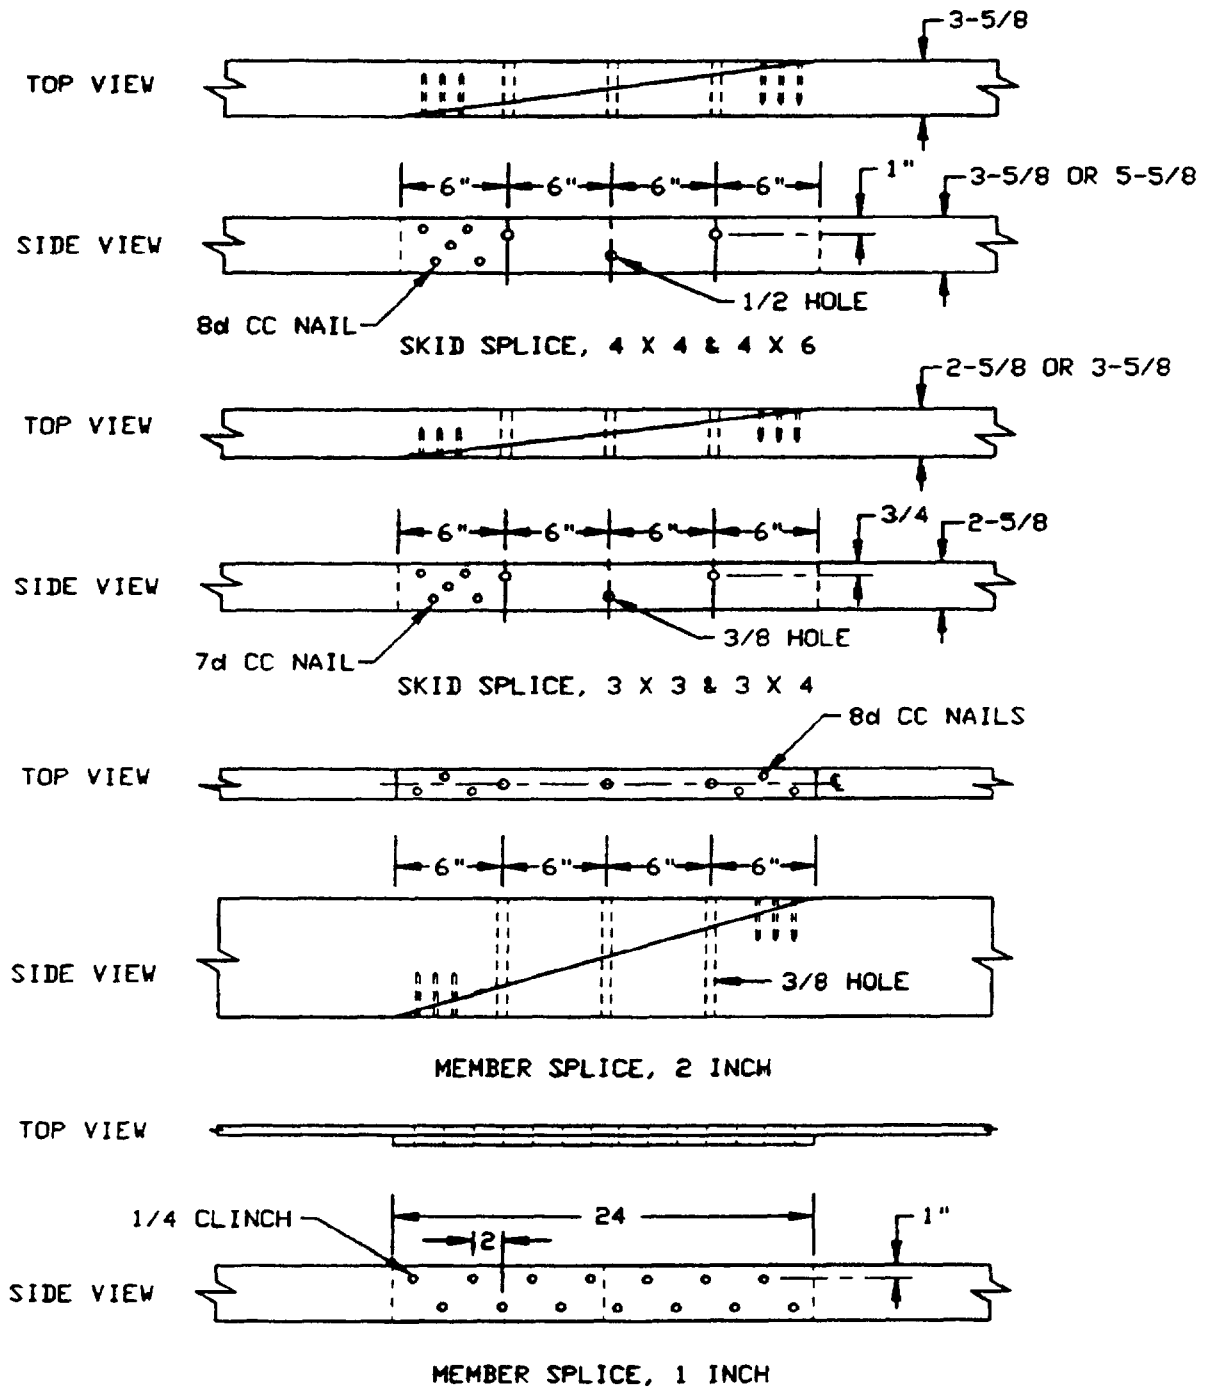 3-5/8
TOP VIEW
6" 6" 6" 6" 1" 3-5/8 OR 5-5/8
SIDE VIEW
1/2 HOLE
8d CC NAIL
SKID SPLICE, 4 X 4 & 4 X 6
2-5/8 OR 3-5/8
TOP VIEW
6" 6" 6" 6" 3/4 2-5/8
SIDE VIEW
3/8 HOLE
7d CC NAIL
SKID SPLICE, 3 X 3 & 3 X 4
8d CC NAILS
TOP VIEW
6" 6" 6" 6"
SIDE VIEW
3/8 HOLE
MEMBER SPLICE, 2 INCH
TOP VIEW
1/4 CLINCH 24 1"
2
SIDE VIEW
MEMBER SPLICE, 1 INCH